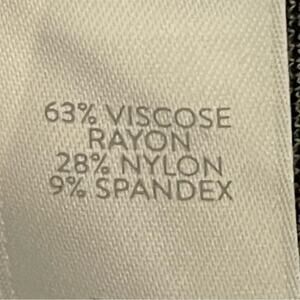 63% VISCOSE
RAYON
28% NYLON
9% SPANDEX